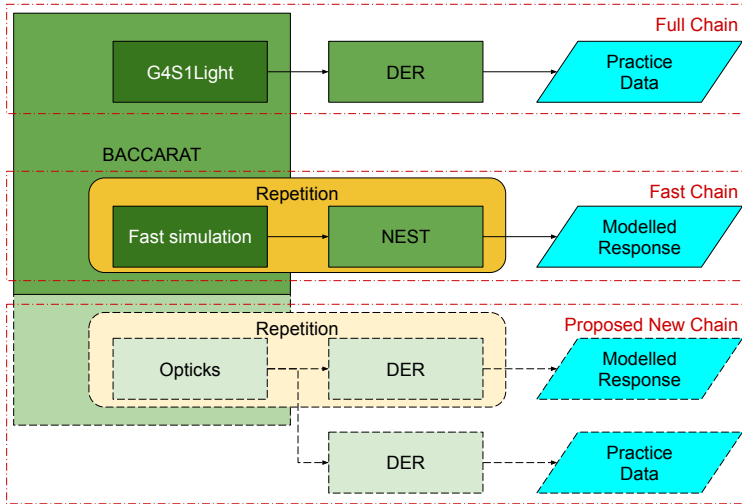 Full Chain
G4S1Light
DER
Practice
Data
BACCARAT
Repetition
Fast Chain
Fast simulation
NEST
Modelled
Response
Repetition
Proposed New Chain
Opticks
DER
Modelled
Response
DER
Practice
Data